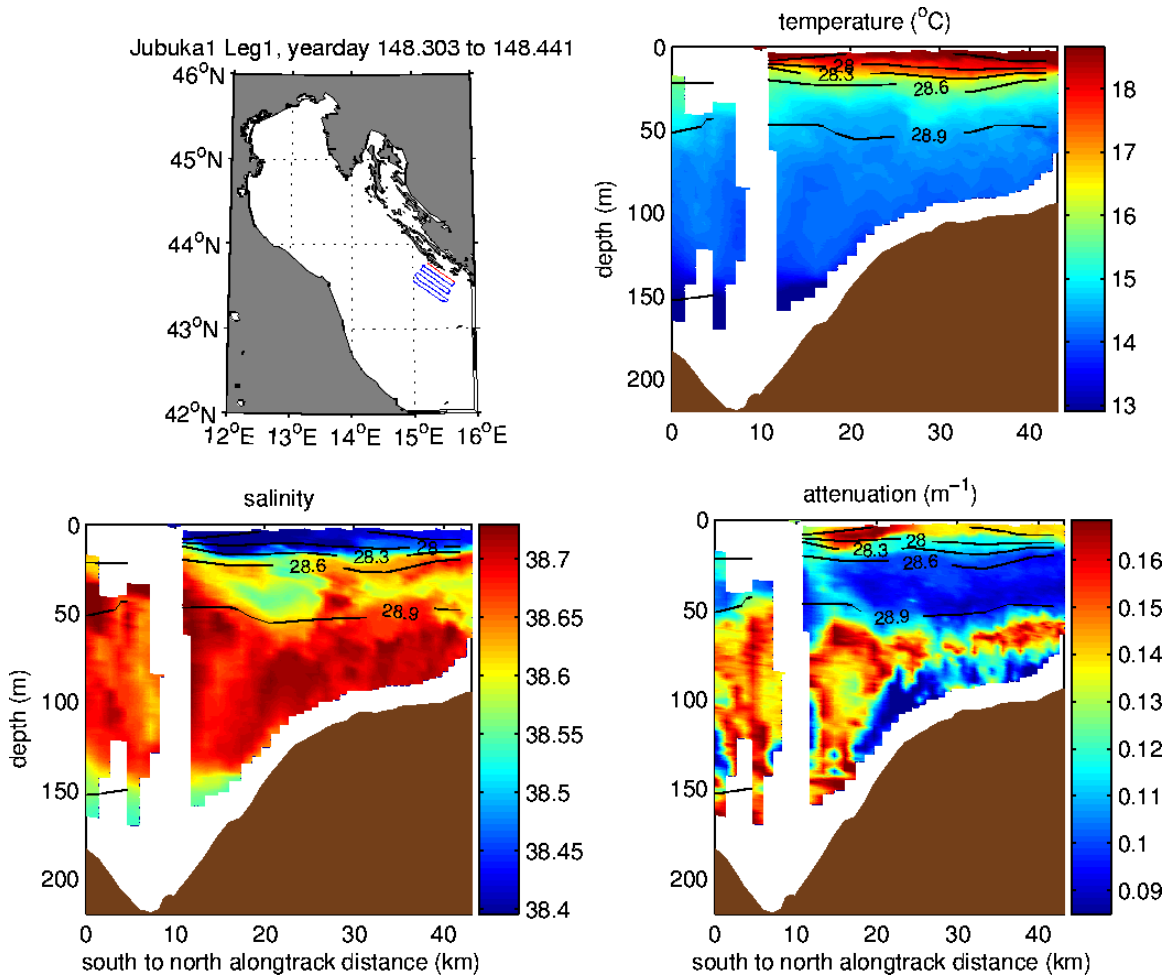 Jubuka1 Leg1, yearday 148.303 to 148.441
46°N
45°N
44°N
43°N
42°N
12°E 13°E 14°E 15°E 16°E
temperature (°C)
depth (m)
0
50
100
150
200
28
28.3
28.6
28.9
0 10 20 30 40
18
17
16
15
14
13
salinity
depth (m)
0
50
100
150
200
28.3
28
28.6
28.9
0 10 20 30 40
south to north alongtrack distance (km)
38.7
38.65
38.6
38.55
38.5
38.45
38.4
attenuation (m⁻¹)
0
50
100
150
200
28
28.3
28.6
28.9
0 10 20 30 40
south to north alongtrack distance (km)
0.16
0.15
0.14
0.13
0.12
0.11
0.1
0.09